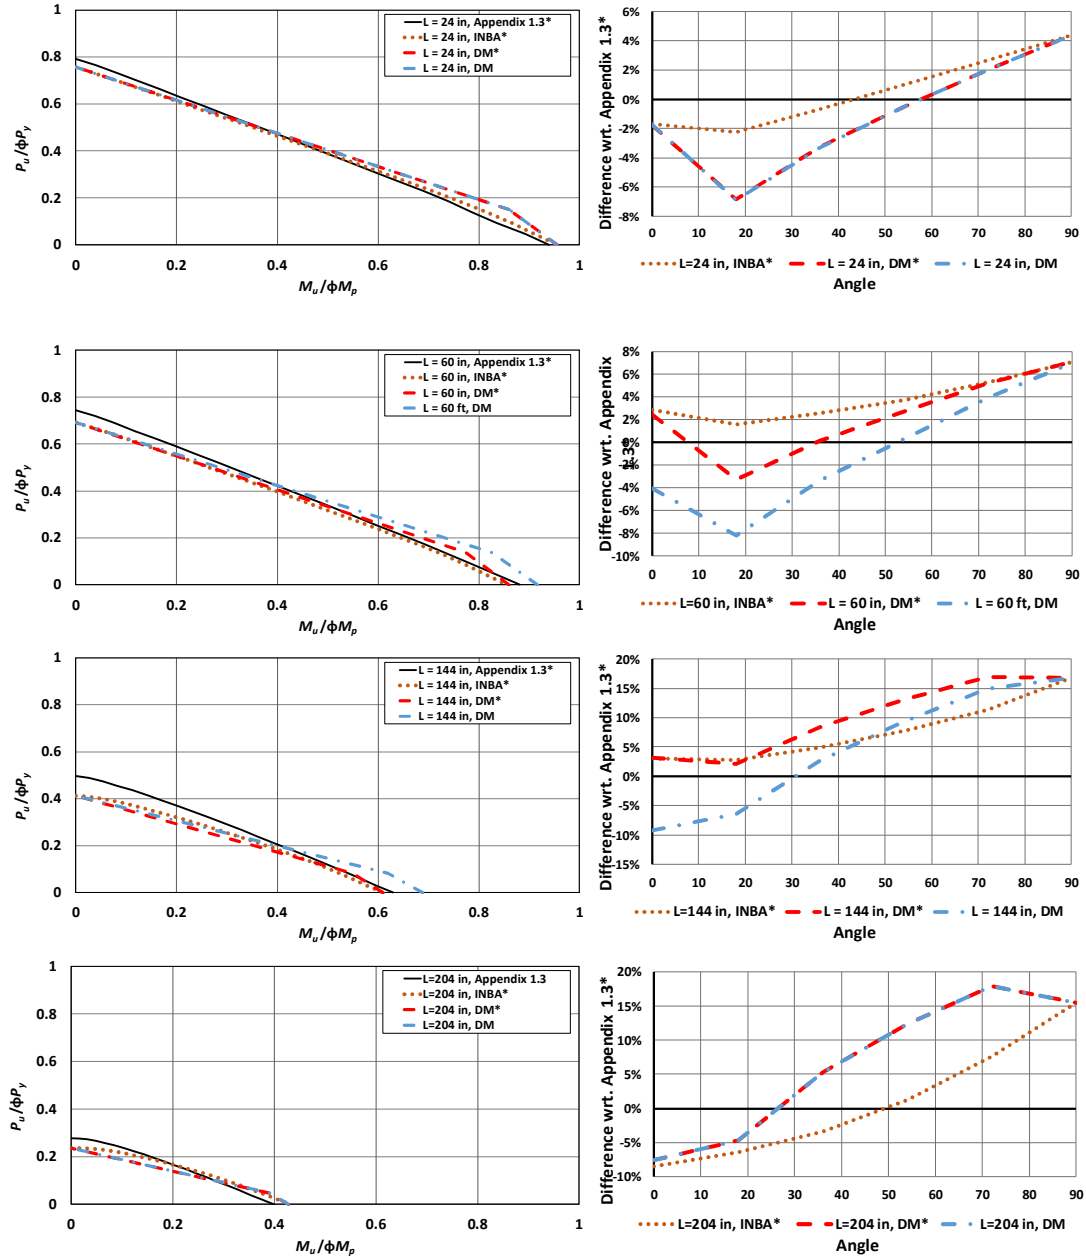 1
0.8
0.6
0.4
0.2
0
0 0.2 0.4 0.6 0.8 1
Pu/ϕPy
Mu/ϕMp
L = 24 in, Appendix 1.3*
L = 24 in, INBA*
L = 24 in, DM*
L = 24 in, DM
6%
4%
2%
0%
-2%
-4%
-6%
-8%
0 10 20 30 40 50 60 70 80 90
Difference wrt. Appendix 1.3*
L=24 in, INBA* L = 24 in, DM* L = 24 in, DM
Angle
1
0.8
0.6
0.4
0.2
0
0 0.2 0.4 0.6 0.8 1
Pu/ϕPy
Mu/ϕMp
L = 60 in, Appendix 1.3*
L = 60 in, INBA*
L = 60 in, DM*
L = 60 ft, DM
8%
6%
4%
2%
0%
-2%
-4%
-6%
-8%
-10%
0 10 20 30 40 50 60 70 80 90
Difference wrt. Appendix
L=60 in, INBA* L = 60 in, DM* L = 60 ft, DM
Angle
1
0.8
0.6
0.4
0.2
0
0 0.2 0.4 0.6 0.8 1
Pu/ϕPy
Mu/ϕMp
L = 144 in, Appendix 1.3*
L = 144 in, INBA*
L = 144 in, DM*
L = 144 in, DM
20%
15%
10%
5%
0%
-5%
-10%
-15%
0 10 20 30 40 50 60 70 80 90
Difference wrt. Appendix 1.3*
L=144 in, INBA* L = 144 in, DM* L = 144 in, DM
Angle
1
0.8
0.6
0.4
0.2
0
0 0.2 0.4 0.6 0.8 1
Pu/ϕPy
Mu/ϕMp
L=204 in, Appendix 1.3
L=204 in, INBA*
L=204 in, DM*
L=204 in, DM
20%
15%
10%
5%
0%
-5%
-10%
0 10 20 30 40 50 60 70 80 90
Difference wrt. Appendix 1.3*
L=204 in, INBA* L=204 in, DM* L=204 in, DM
Angle